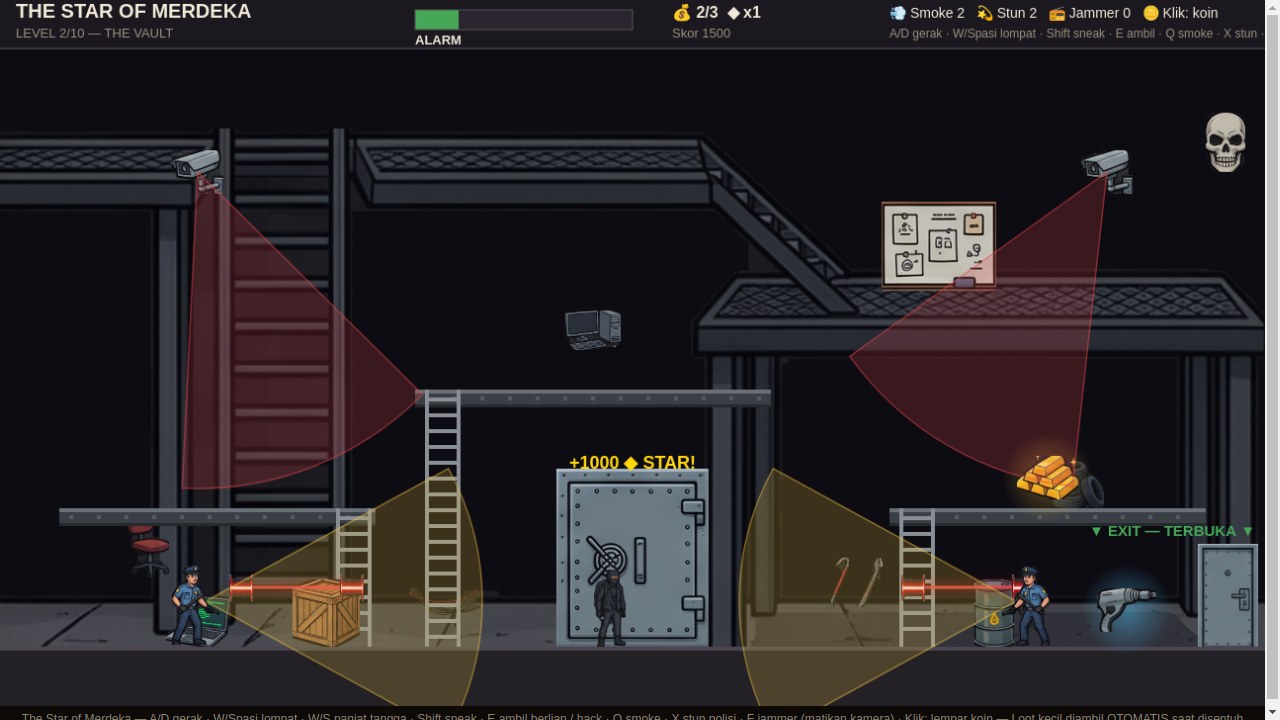 THE STAR OF MERDEKA
LEVEL 2/10 — THE VAULT
ALARM
💰 2/3 ◆ x1
Skor 1500
💨 Smoke 2 💫 Stun 2 📻 Jammer 0 🪙 Klik: koin
A/D gerak · W/Spasi lompat · Shift sneak · E ambil · Q smoke · X stun ·
+1000 ◆ STAR!
▼ EXIT — TERBUKA ▼
The Star of Merdeka — A/D gerak · W/Spasi lompat · W/S panjat tangga · Shift sneak · E ambil berlian / hack · Q smoke · X stun polisi · F jammer (matikan kamera) · Klik: lempar koin — Loot kecil diambil OTOMATIS saat disentuh